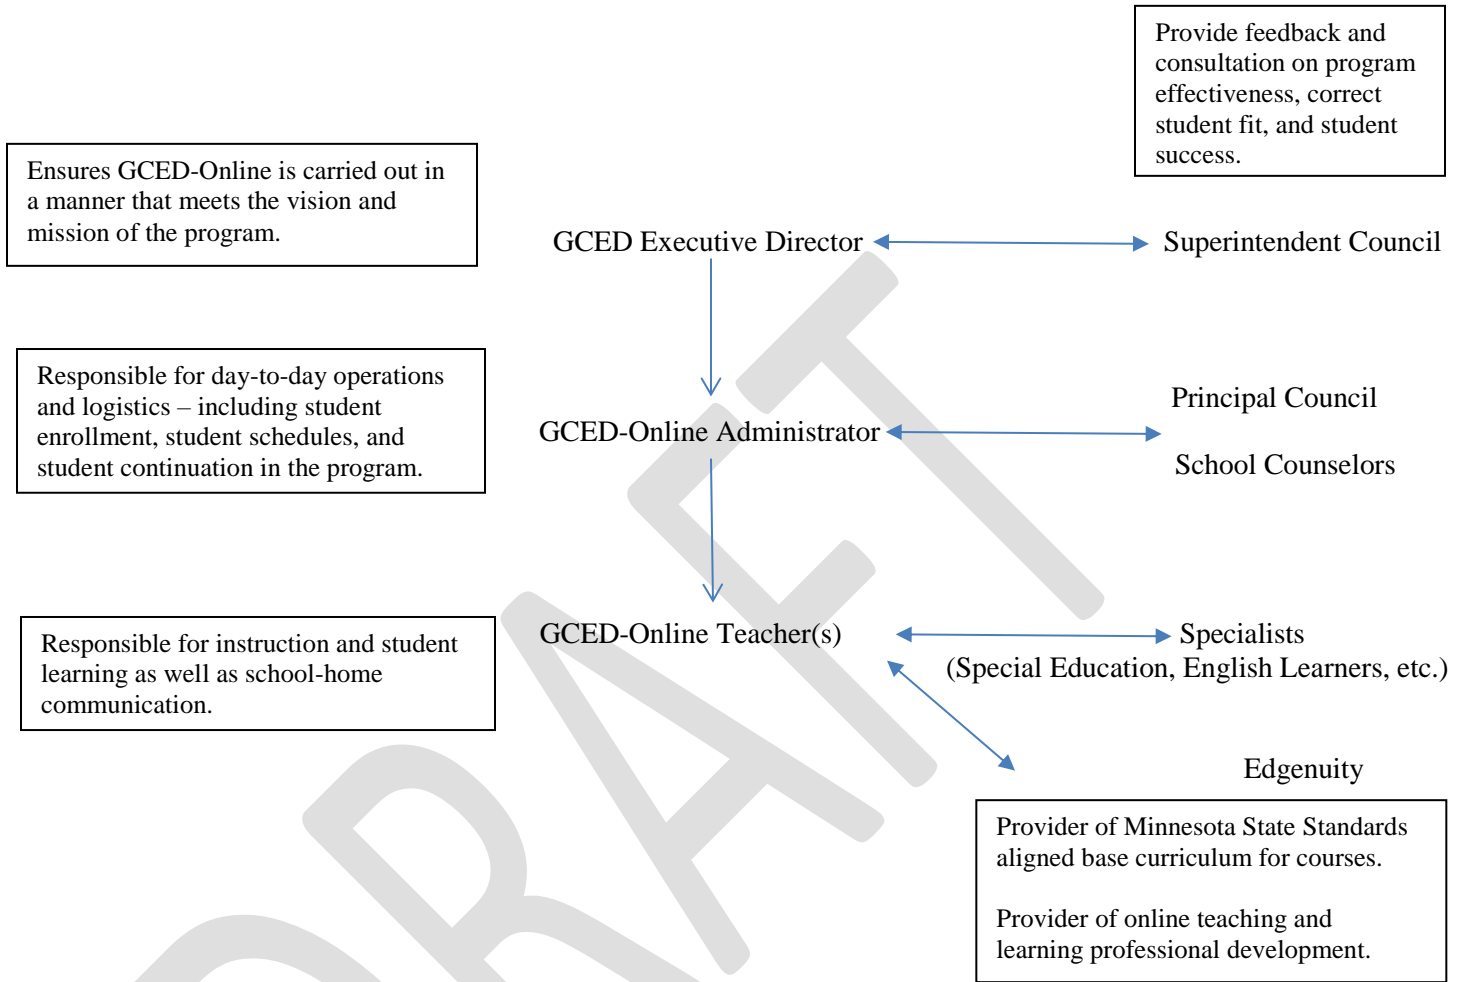 Provide feedback and
consultation on program
effectiveness, correct
student fit, and student
success.
Ensures GCED-Online is carried out in
a manner that meets the vision and
mission of the program.
GCED Executive Director
Superintendent Council
Responsible for day-to-day operations
and logistics – including student
enrollment, student schedules, and
student continuation in the program.
GCED-Online Administrator
Principal Council
School Counselors
Responsible for instruction and student
learning as well as school-home
communication.
GCED-Online Teacher(s)
Specialists
(Special Education, English Learners, etc.)
Edgenuity
Provider of Minnesota State Standards
aligned base curriculum for courses.
Provider of online teaching and
learning professional development.
DRAFT